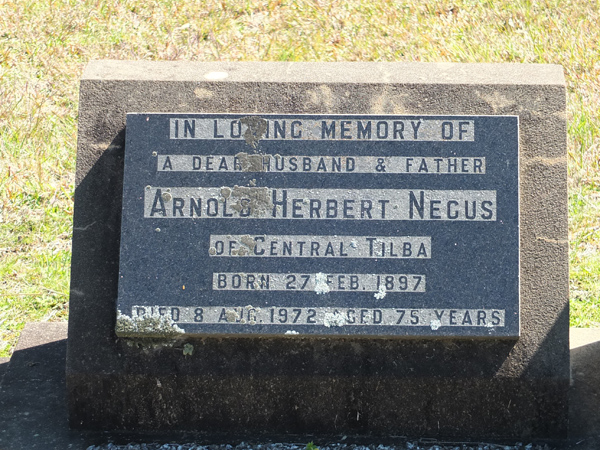 IN LOVING MEMORY OF
A DEAR HUSBAND & FATHER
ARNOLD HERBERT NEGUS
OF CENTRAL TILBA
BORN 27 FEB. 1897
DIED 8 AUG. 1972 AGED 75 YEARS